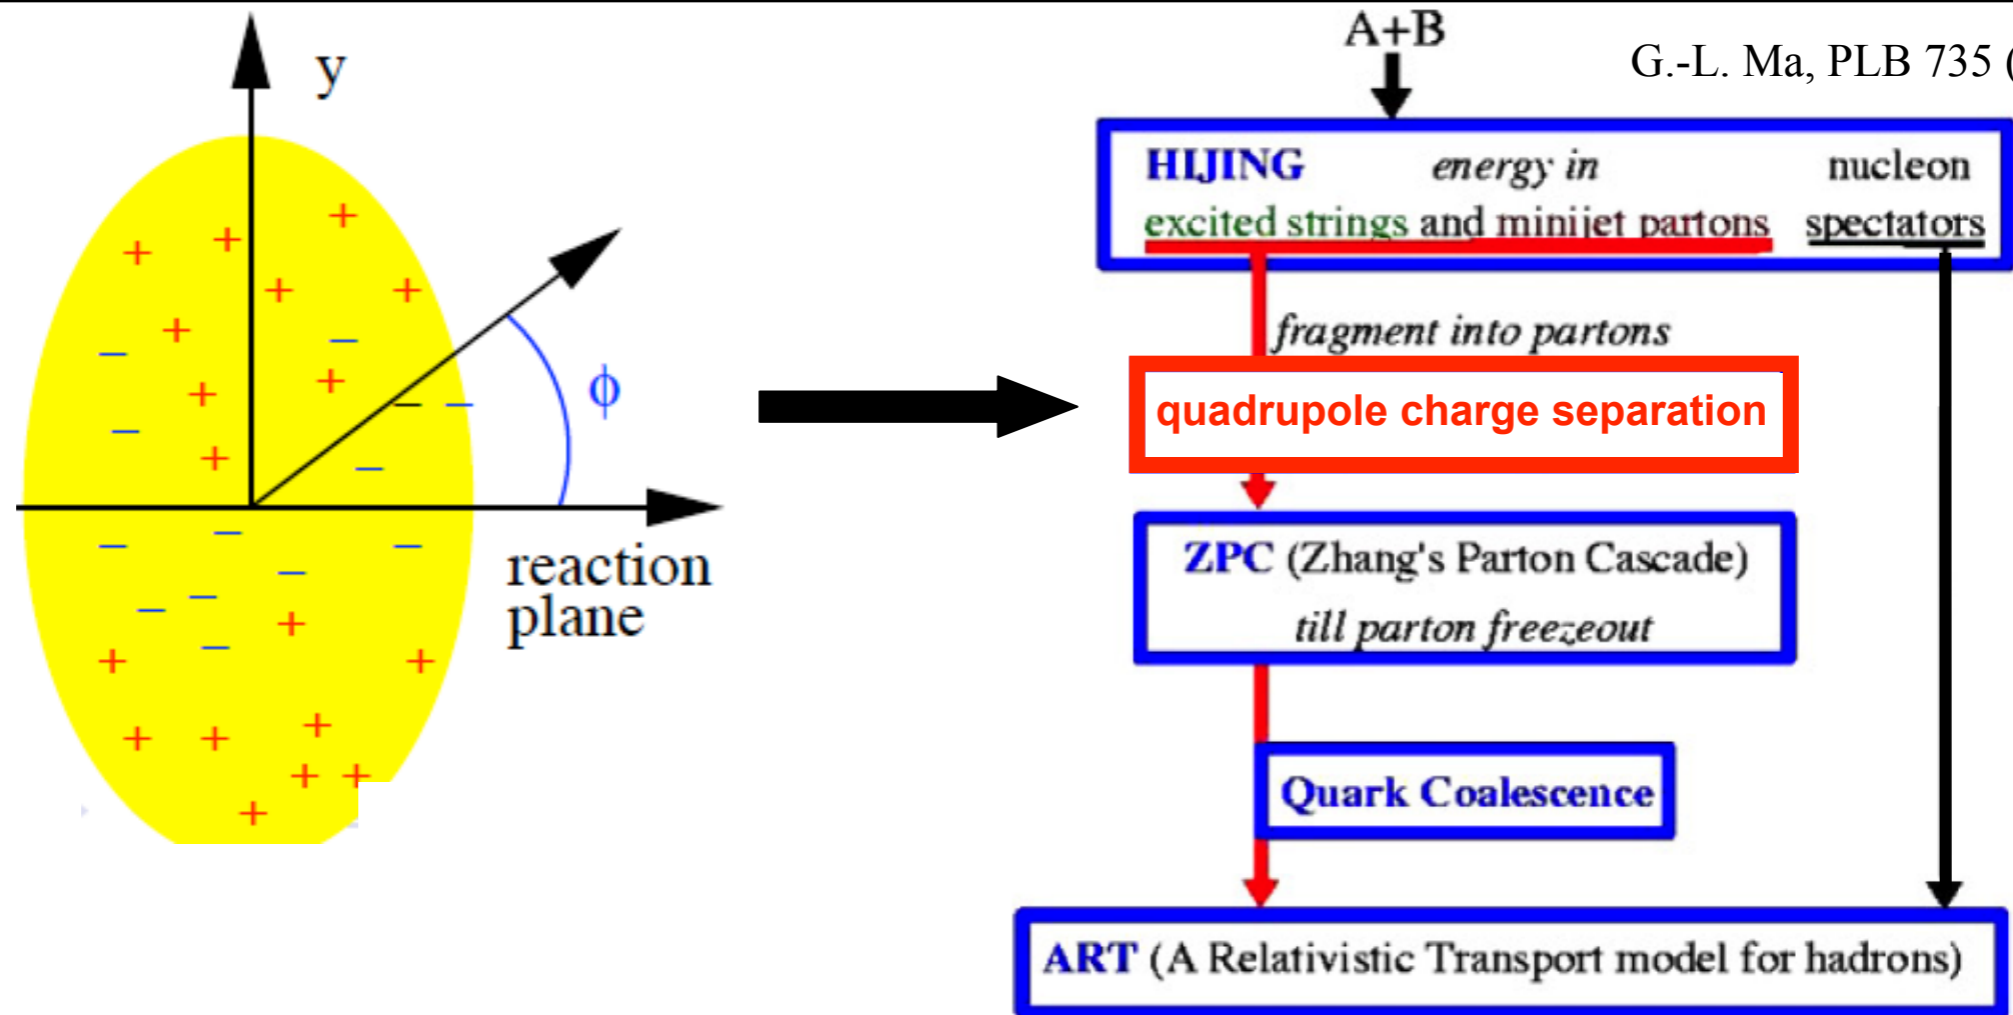 y
ϕ
reaction
plane
A+B
G.-L. Ma, PLB 735 (
HIJING energy in nucleon
excited strings and minijet partons spectators
fragment into partons
quadrupole charge separation
ZPC (Zhang's Parton Cascade)
till parton freezeout
Quark Coalescence
ART (A Relativistic Transport model for hadrons)